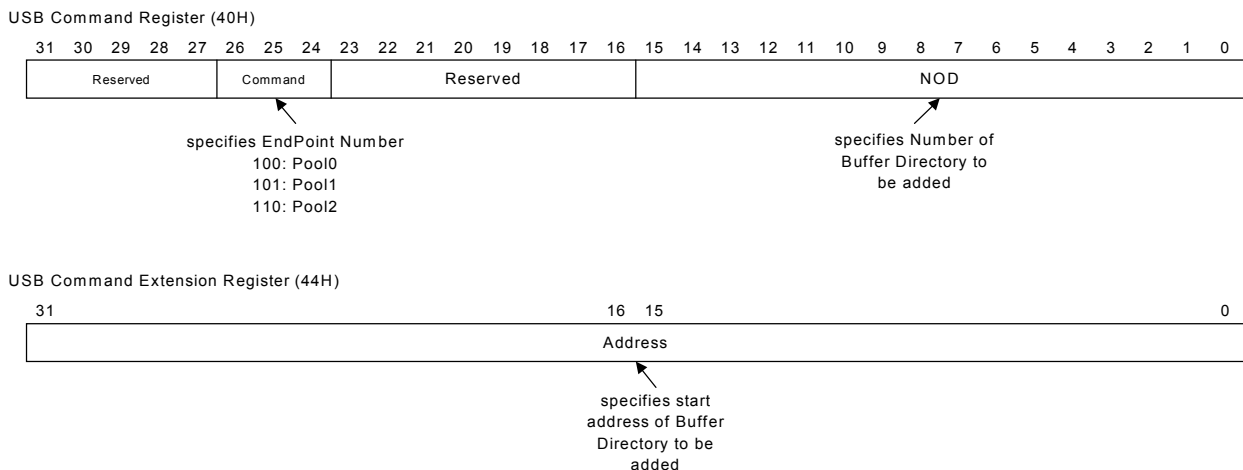 USB Command Register (40H)
31 30 29 28 27 26 25 24 23 22 21 20 19 18 17 16 15 14 13 12 11 10 9 8 7 6 5 4 3 2 1 0
Reserved Command Reserved NOD
specifies EndPoint Number
100: Pool0
101: Pool1
110: Pool2
specifies Number of
Buffer Directory to
be added
USB Command Extension Register (44H)
31 16 15 0
Address
specifies start
address of Buffer
Directory to be
added